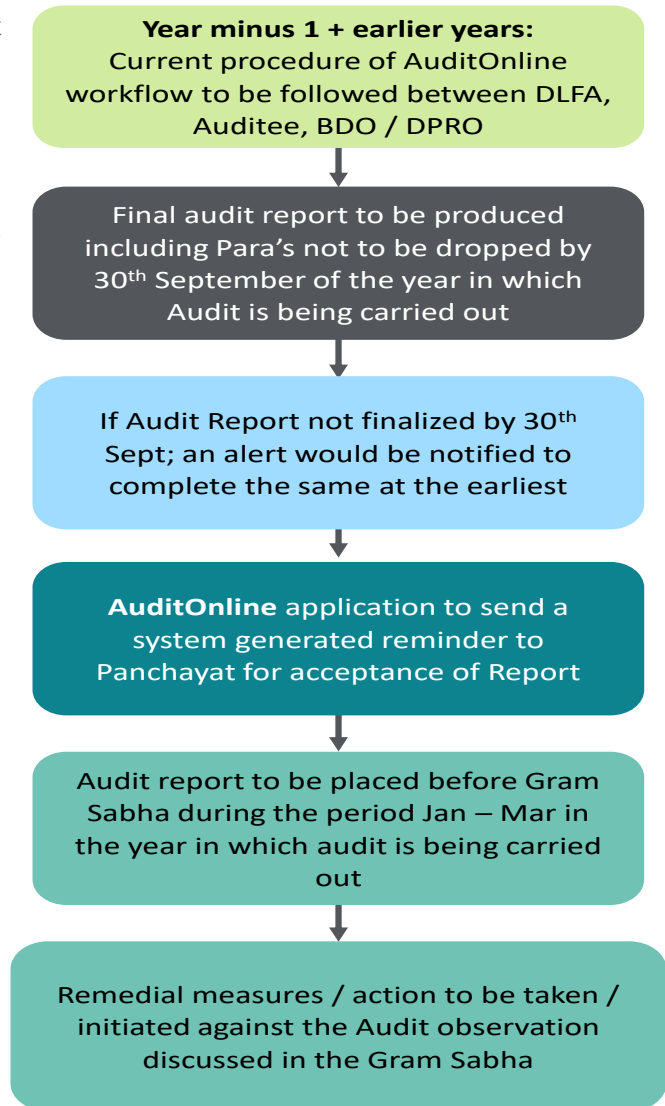 Year minus 1 + earlier years:
Current procedure of AuditOnline
workflow to be followed between DLFA,
Auditee, BDO / DPRO
Final audit report to be produced
including Para's not to be dropped by
30th September of the year in which
Audit is being carried out
If Audit Report not finalized by 30th
Sept; an alert would be notified to
complete the same at the earliest
AuditOnline application to send a
system generated reminder to
Panchayat for acceptance of Report
Audit report to be placed before Gram
Sabha during the period Jan – Mar in
the year in which audit is being carried
out
Remedial measures / action to be taken /
initiated against the Audit observation
discussed in the Gram Sabha